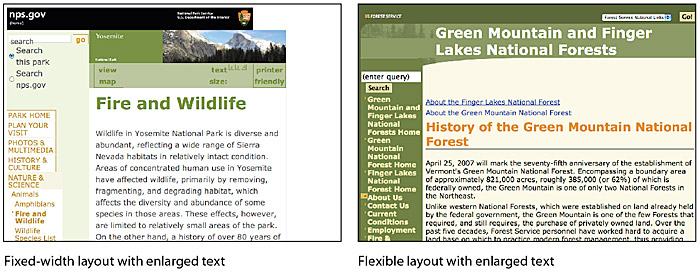 nps.gov
National Park Service
U.S. Department of the Interior
search
go
Search
this park
Search
nps.gov
Yosemite
view
map
text
size:
printer
friendly
Fire and Wildlife
PARK HOME
PLAN YOUR
VISIT
PHOTOS &
MULTIMEDIA
HISTORY &
CULTURE
NATURE &
SCIENCE
Animals
Amphibians
Fire and
Wildlife
Wildlife
Species List
Wildlife in Yosemite National Park is diverse and
abundant, reflecting a wide range of Sierra
Nevada habitats in relatively intact condition.
Areas of concentrated human use in Yosemite
have affected wildlife, primarily by removing,
fragmenting, and degrading habitat, which
affects the diversity and abundance of some
species in those areas. These effects, however,
are limited to relatively small areas of the park.
On the other hand, a history of over 80 years of
Fixed-width layout with enlarged text
US FOREST SERVICE
Forest Service National Links
Go
Green Mountain and Finger
Lakes National Forests
(enter query)
Search
Green
Mountain and
Finger Lakes
National
Forests Home
Green
Mountain
National
Forest Home
Finger Lakes
National
Forest Home
About Us
Contact Us
Current
Conditions
Employment
Fire &
About the Finger Lakes National Forest
About the Green Mountain National Forest
History of the Green Mountain National
Forest
April 25, 2007 will mark the seventy-fifth anniversary of the establishment of
Vermont's Green Mountain National Forest. Encompassing a boundary area
of approximately 821,000 acres, roughly 385,000 (or 62%) of which is
federally owned, the Green Mountain is one of only two National Forests in
the Northeast.
Unlike western National Forests, which were established on land already held
by the federal government, the Green Mountain is one of the few Forests that
required, and still requires, the purchase of privately owned land. Over the
past five decades, Forest Service personnel have worked hard to acquire a
land base on which to practice modern forest management, thus providing
Flexible layout with enlarged text